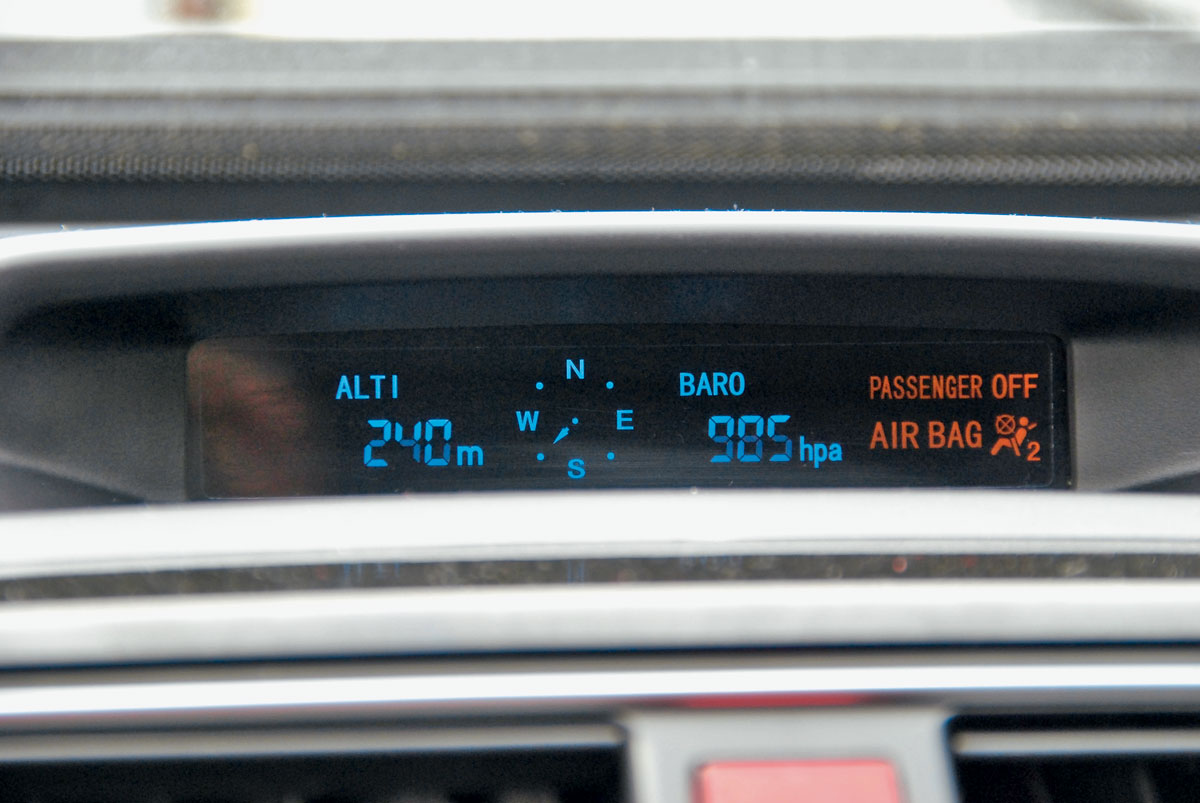 ALTI
240m
N
W E
S
BARO
985hpa
PASSENGER OFF
AIR BAG 2